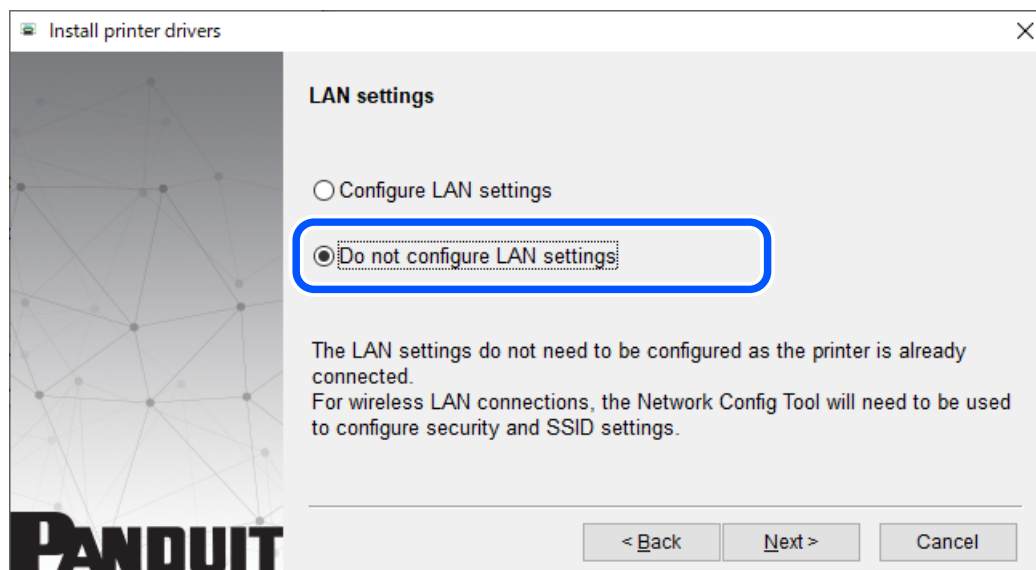 Install printer drivers
LAN settings
Configure LAN settings
Do not configure LAN settings
The LAN settings do not need to be configured as the printer is already
connected.
For wireless LAN connections, the Network Config Tool will need to be used
to configure security and SSID settings.
PANDUIT
< Back
Next >
Cancel